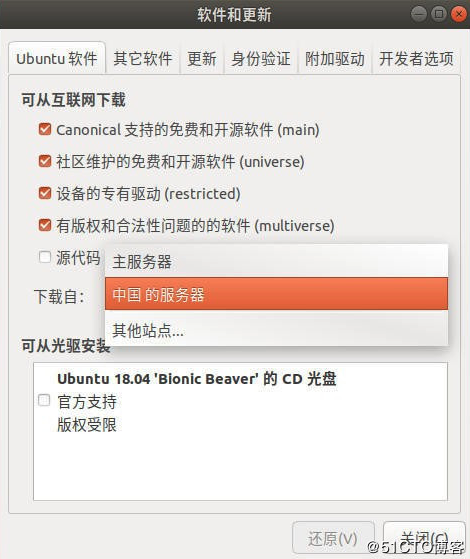 软件和更新
Ubuntu 软件 其它软件 更新 身份验证 附加驱动 开发者选项
可从互联网下载
Canonical 支持的免费和开源软件 (main)
社区维护的免费和开源软件 (universe)
设备的专有驱动 (restricted)
有版权和合法性问题的的软件 (multiverse)
源代码
主服务器
下载自：
中国 的服务器
其他站点...
可从光驱安装
Ubuntu 18.04 'Bionic Beaver' 的 CD 光盘
官方支持
版权受限
还原(V) 关闭(C)
@51CTO博客